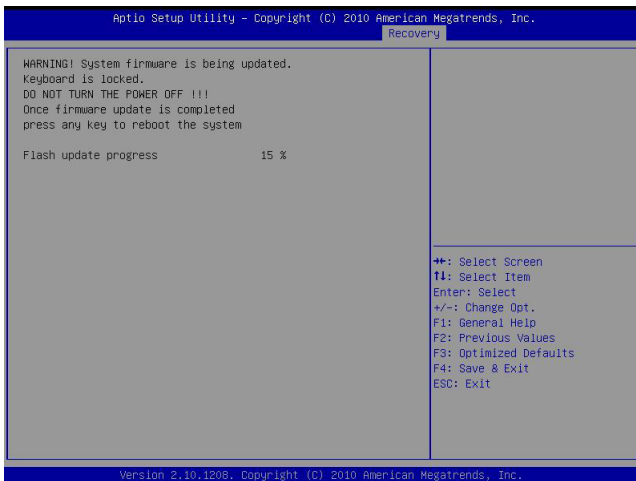 Aptio Setup Utility – Copyright (C) 2010 American Megatrends, Inc.
Recovery
WARNING! System firmware is being updated.
Keyboard is locked.
DO NOT TURN THE POWER OFF !!!
Once firmware update is completed
press any key to reboot the system
Flash update progress 15 %
→←: Select Screen
↑↓: Select Item
Enter: Select
+/-: Change Opt.
F1: General Help
F2: Previous Values
F3: Optimized Defaults
F4: Save & Exit
ESC: Exit
Version 2.10.1208. Copyright (C) 2010 American Megatrends, Inc.